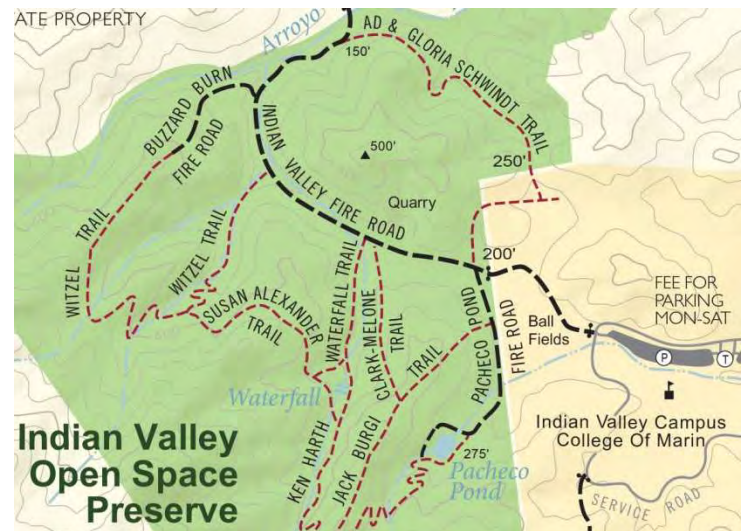 ATE PROPERTY
Arroyo
150'
AD & GLORIA SCHWINDT TRAIL
BUZZARD BURN
FIRE ROAD
INDIAN VALLEY FIRE ROAD
500'
250'
Quarry
WITZEL TRAIL
WITZEL TRAIL
200'
SUSAN ALEXANDER
TRAIL
WATERFALL TRAIL
CLARK-MELONE
TRAIL
PACHECO POND
FIRE ROAD
FEE FOR
PARKING
MON-SAT
Ball
Fields
P
T
TRAIL
Waterfall
Indian Valley Campus
College Of Marin
Indian Valley
Open Space
Preserve
KEN HARTH
JACK BURGI
275'
Pacheco
Pond
SERVICE ROAD